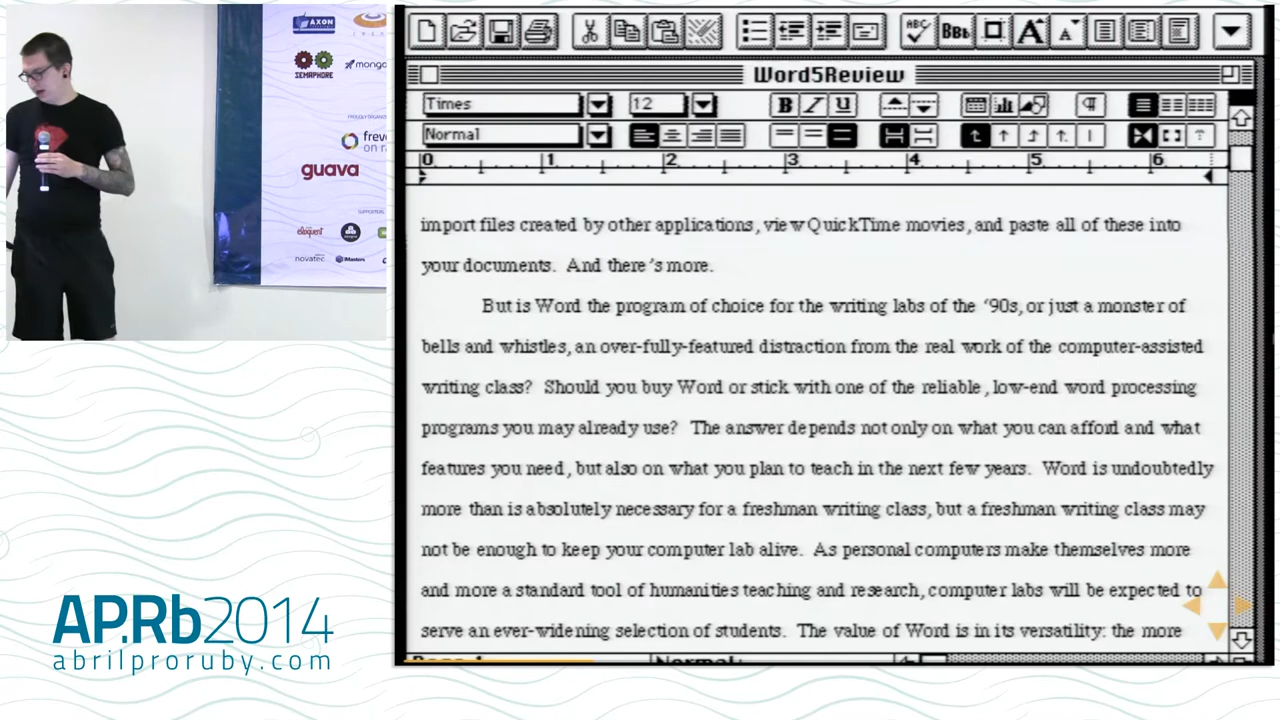 AXON
SEMAPHORE
mongo
guava
eloquent
novatec
iMasters
AP.Rb2014
abrilproruby.com
ABC
BBb
A
A
Word5Review
Times
12
B I U
Normal
0 1 2 3 4 5 6
import files created by other applications, view QuickTime movies, and paste all of these into
your documents. And there's more.
But is Word the program of choice for the writing labs of the '90s, or just a monster of
bells and whistles, an over-fully-featured distraction from the real work of the computer-assisted
writing class? Should you buy Word or stick with one of the reliable, low-end word processing
programs you may already use? The answer depends not only on what you can afford and what
features you need, but also on what you plan to teach in the next few years. Word is undoubtedly
more than is absolutely necessary for a freshman writing class, but a freshman writing class may
not be enough to keep your computer lab alive. As personal computers make themselves more
and more a standard tool of humanities teaching and research, computer labs will be expected to
serve an ever-widening selection of students. The value of Word is in its versatility: the more